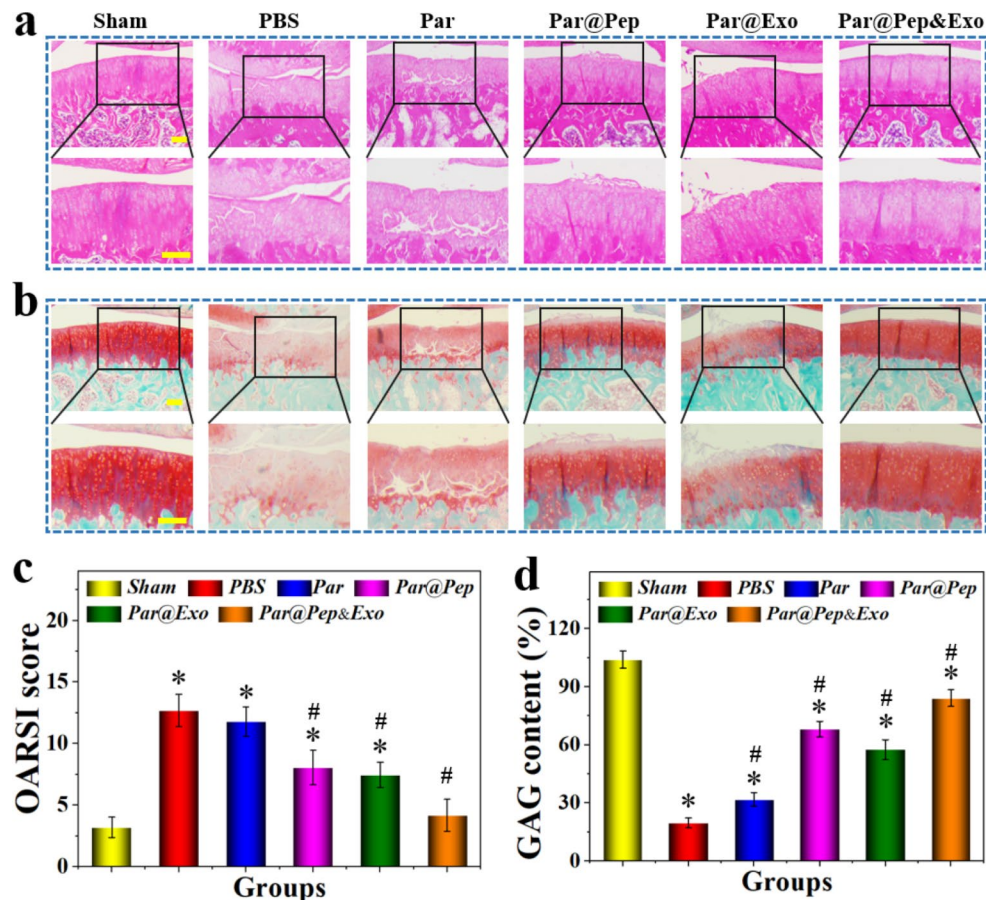 a
Sham PBS Par Par@Pep Par@Exo Par@Pep&Exo
b
c
Sham PBS Par Par@Pep
Par@Exo Par@Pep&Exo
OARSI score
20
15
10
5
0
* * # * # * #
Groups
d
Sham PBS Par Par@Pep
Par@Exo Par@Pep&Exo
GAG content (%)
120
90
60
30
0
* # * # * # * # *
Groups